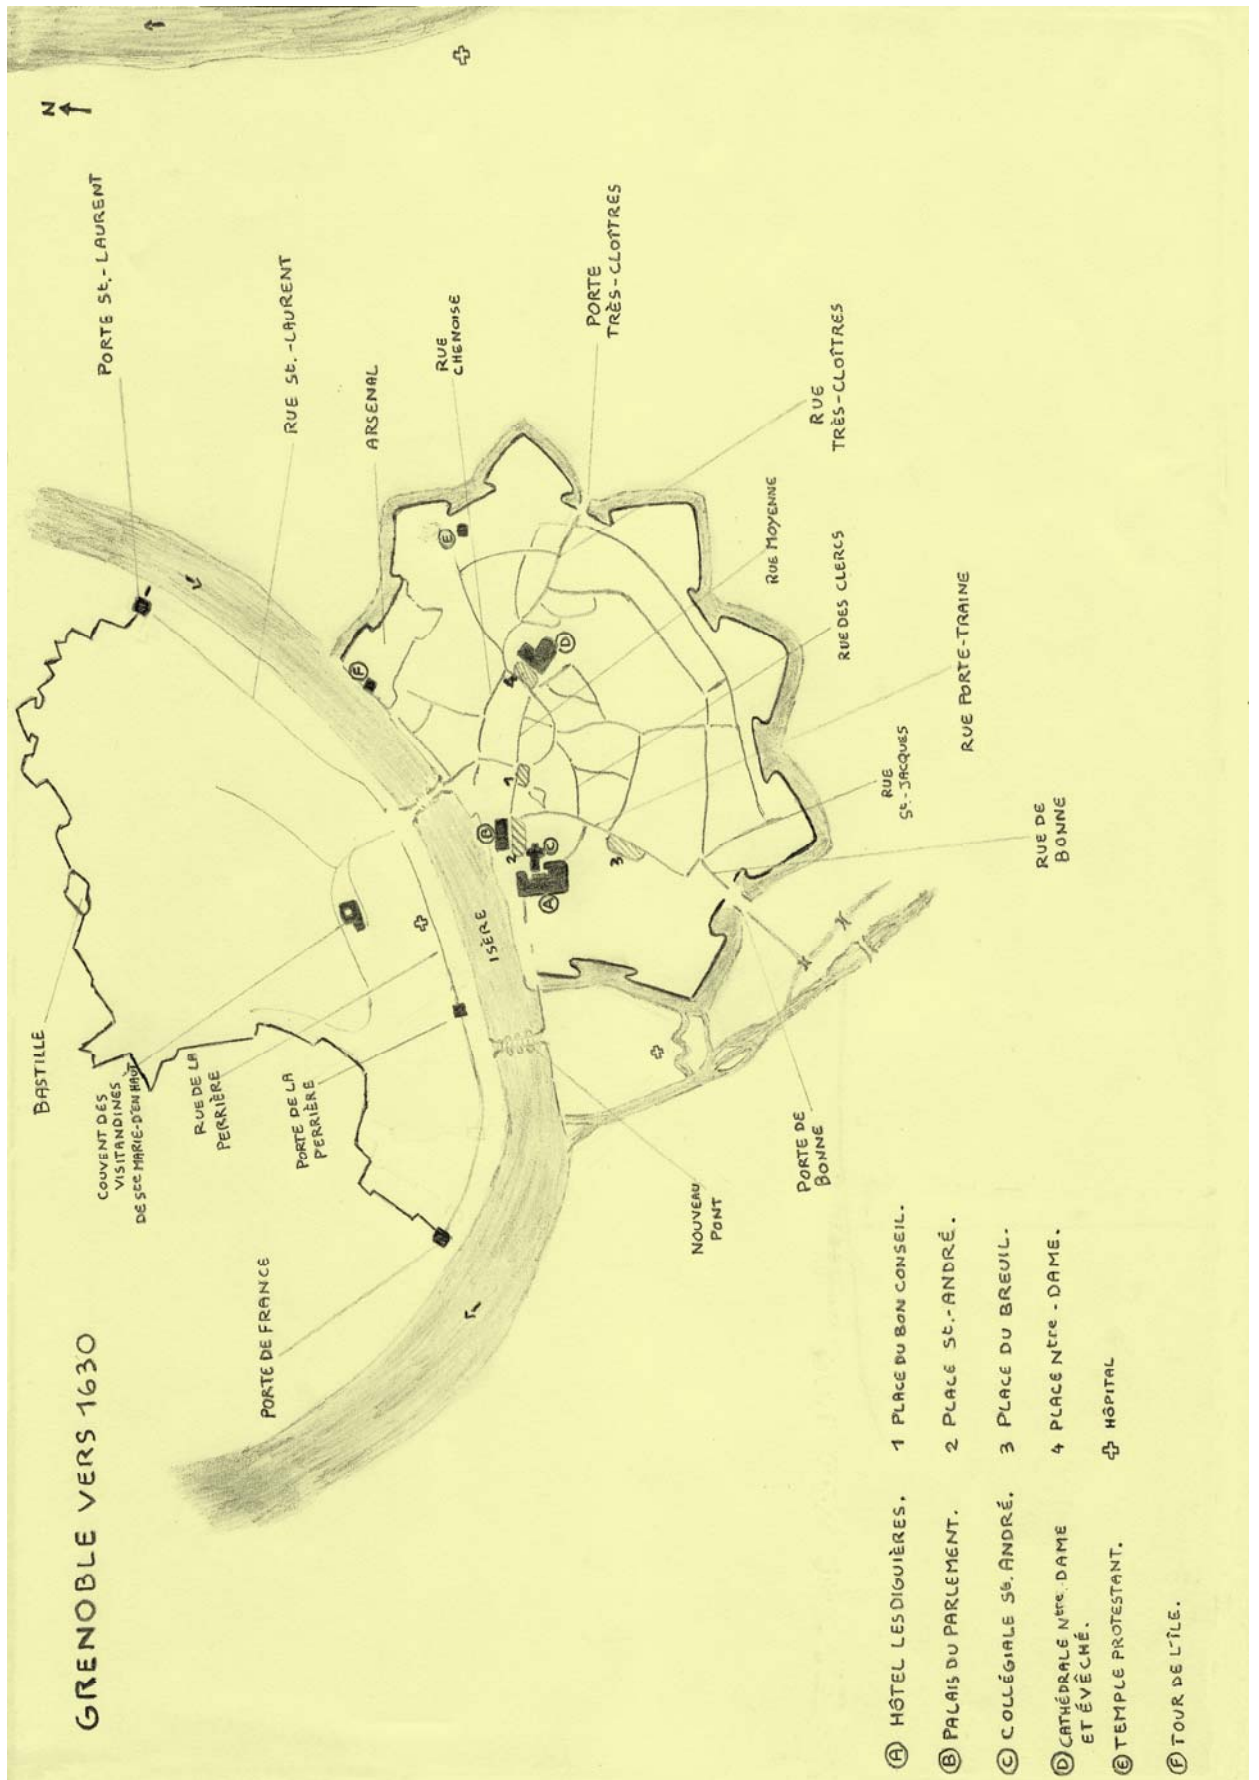 GRENOBLE VERS 1630
N
PORTE DE FRANCE
BASTILLE
COUVENT DES
VISITANDINES
DE Ste MARIE-D'EN HAUT
RUE DE LA
PERRIÈRE
PORTE DE LA
PERRIÈRE
PORTE St.-LAURENT
RUE St.-LAURENT
ARSENAL
RUE
CHENOISE
PORTE
TRÈS-CLOÎTRES
RUE
TRÈS-CLOÎTRES
RUE MOYENNE
RUE DES CLERCS
RUE PORTE-TRAINE
RUE
St.-JACQUES
RUE DE
BONNE
PORTE DE
BONNE
NOUVEAU
PONT
ISÈRE
A
B
C
D
E
F
1
2
3
4
A HÔTEL LESDIGUIÈRES.
B PALAIS DU PARLEMENT.
C COLLÉGIALE St. ANDRÉ.
D CATHÉDRALE Ntre. DAME
ET ÉVÊCHÉ.
E TEMPLE PROTESTANT.
F TOUR DE L'ÎLE.
1 PLACE DU BON CONSEIL.
2 PLACE St.-ANDRÉ.
3 PLACE DU BREUIL.
4 PLACE Ntre-DAME.
HÔPITAL